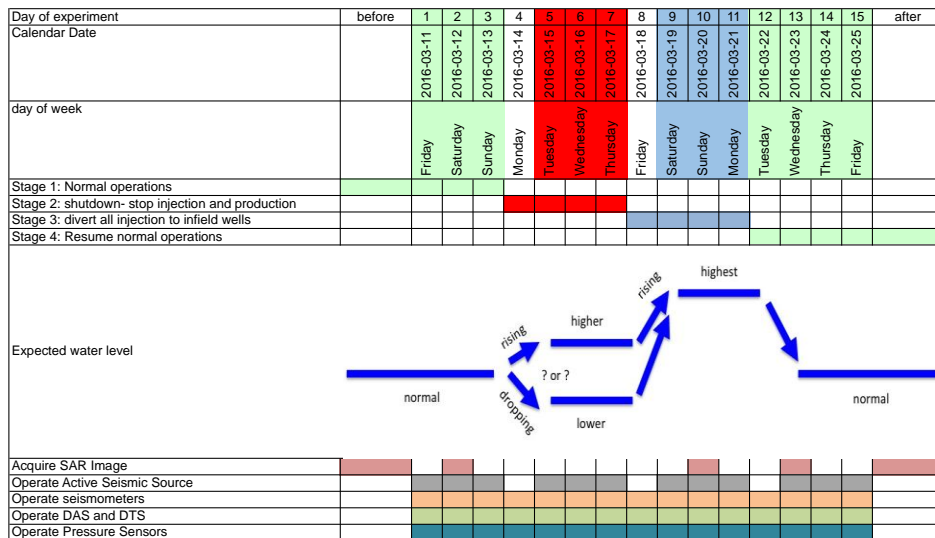 Day of experiment before 1 2 3 4 5 6 7 8 9 10 11 12 13 14 15 after
Calendar Date 2016-03-11 2016-03-12 2016-03-13 2016-03-14 2016-03-15 2016-03-16 2016-03-17 2016-03-18 2016-03-19 2016-03-20 2016-03-21 2016-03-22 2016-03-23 2016-03-24 2016-03-25
day of week Friday Saturday Sunday Monday Tuesday Wednesday Thursday Friday Saturday Sunday Monday Tuesday Wednesday Thursday Friday
Stage 1: Normal operations
Stage 2: shutdown- stop injection and production
Stage 3: divert all injection to infield wells
Stage 4: Resume normal operations
Expected water level
normal
rising
higher
? or ?
dropping
lower
rising
highest
normal
Acquire SAR Image
Operate Active Seismic Source
Operate seismometers
Operate DAS and DTS
Operate Pressure Sensors